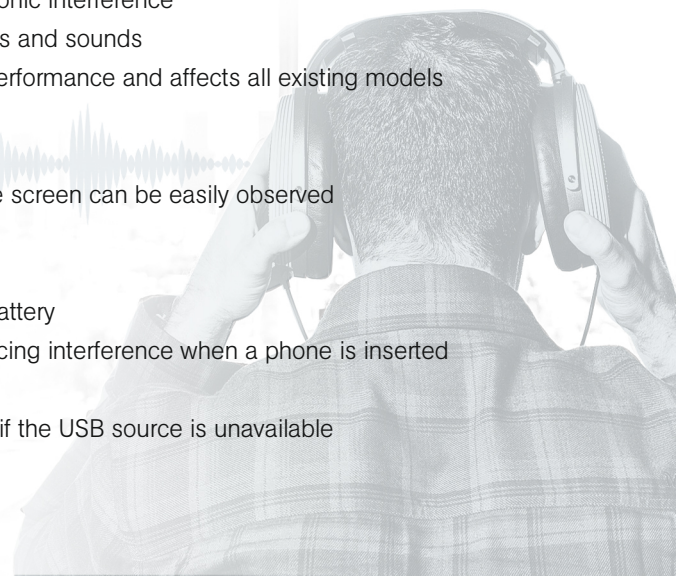 onic interference
s and sounds
erformance and affects all existing models
e screen can be easily observed
attery
cing interference when a phone is inserted
if the USB source is unavailable